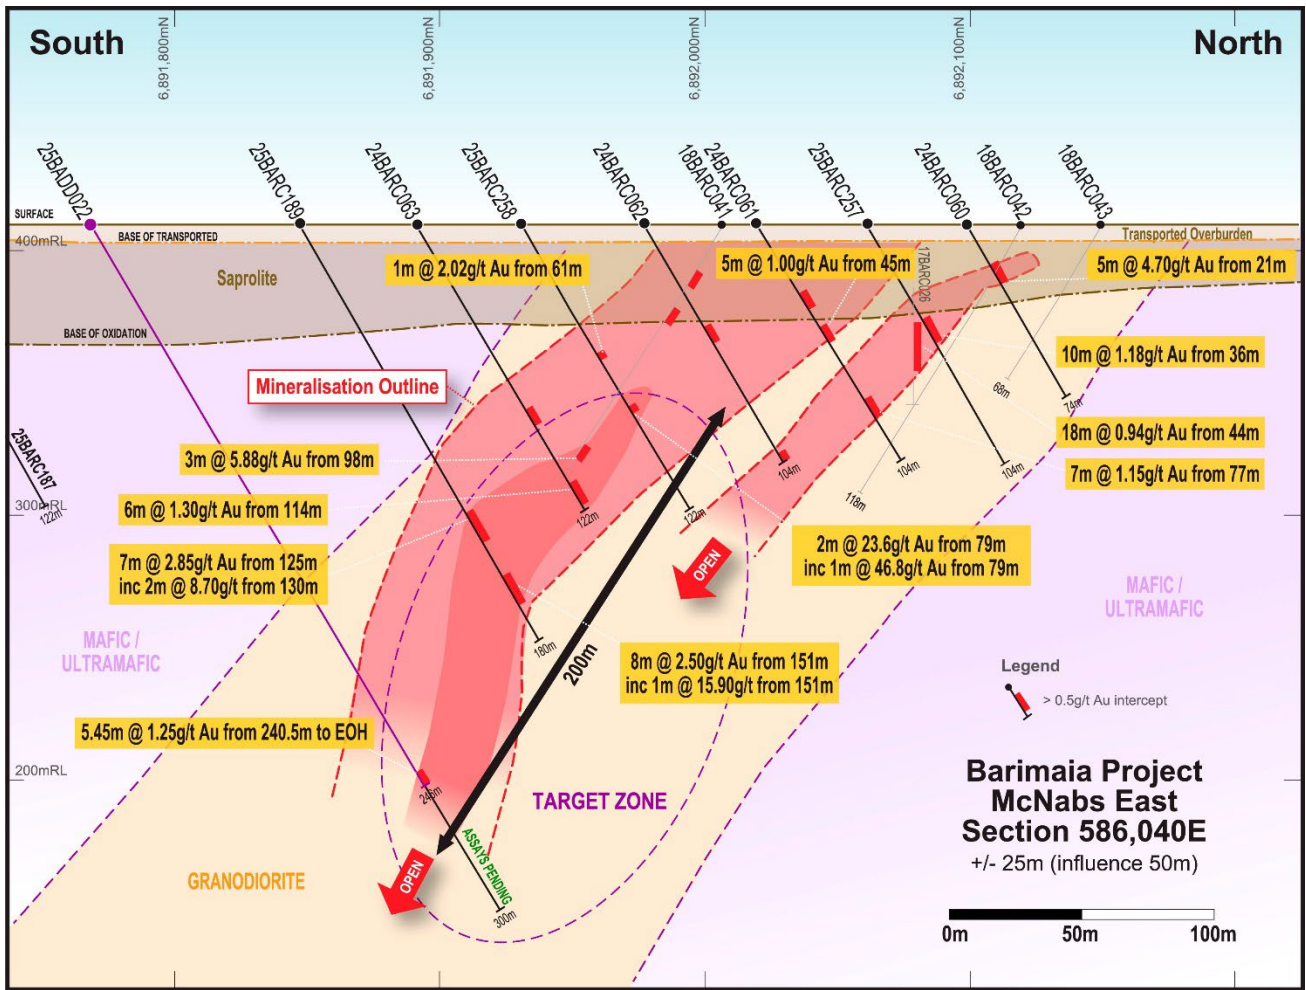 South
North
6,891,800mN
6,891,900mN
6,892,000mN
6,892,100mN
25BADD022
25BARC189
24BARC063
25BARC258
24BARC062
18BARC041
24BARC061
25BARC257
24BARC060
18BARC042
18BARC043
SURFACE
BASE OF TRANSPORTED
Transported Overburden
400mRL
Saprolite
1m @ 2.02g/t Au from 61m
5m @ 1.00g/t Au from 45m
17BARC026
5m @ 4.70g/t Au from 21m
BASE OF OXIDATION
10m @ 1.18g/t Au from 36m
Mineralisation Outline
68m
74m
18m @ 0.94g/t Au from 44m
25BARC187
122m
3m @ 5.88g/t Au from 98m
104m
104m
104m
7m @ 1.15g/t Au from 77m
118m
300mRL
6m @ 1.30g/t Au from 114m
122m
122m
7m @ 2.85g/t Au from 125m
inc 2m @ 8.70g/t from 130m
2m @ 23.6g/t Au from 79m
inc 1m @ 46.8g/t Au from 79m
OPEN
MAFIC /
ULTRAMAFIC
MAFIC /
ULTRAMAFIC
180m
200m
8m @ 2.50g/t Au from 151m
inc 1m @ 15.90g/t from 151m
Legend
> 0.5g/t Au intercept
5.45m @ 1.25g/t Au from 240.5m to EOH
200mRL
246m
TARGET ZONE
ASSAYS PENDING
OPEN
300m
GRANODIORITE
Barimaia Project
McNabs East
Section 586,040E
+/- 25m (influence 50m)
0m
50m
100m